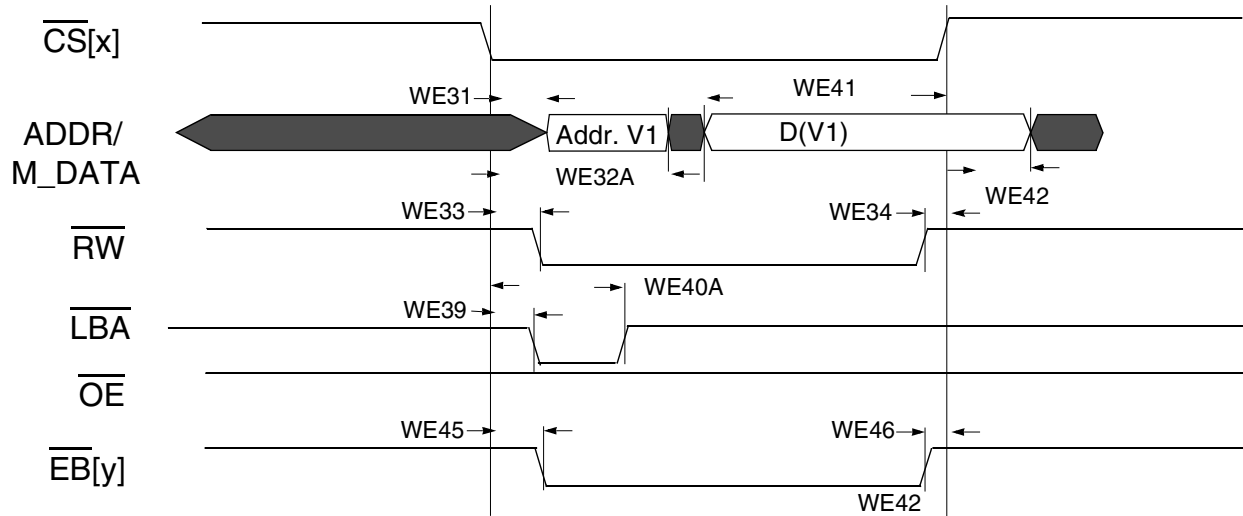 CS[x]
WE31
WE41
ADDR/
M_DATA
Addr. V1
D(V1)
WE32A
WE42
WE33
WE34
RW
WE40A
WE39
LBA
OE
WE45
WE46
EB[y]
WE42